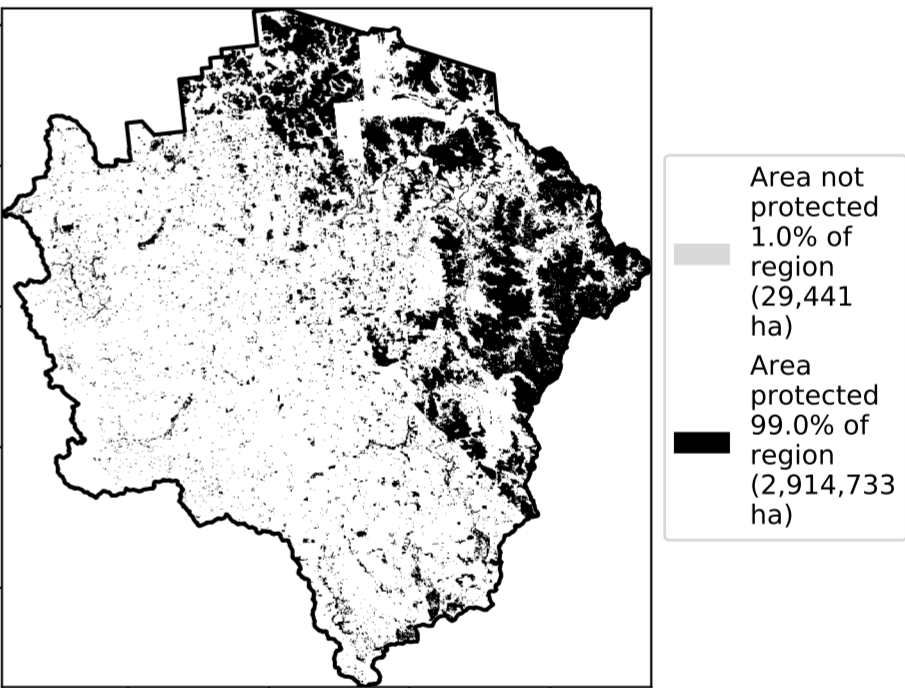 Area not
protected
1.0% of
region
(29,441
ha)
Area
protected
99.0% of
region
(2,914,733
ha)